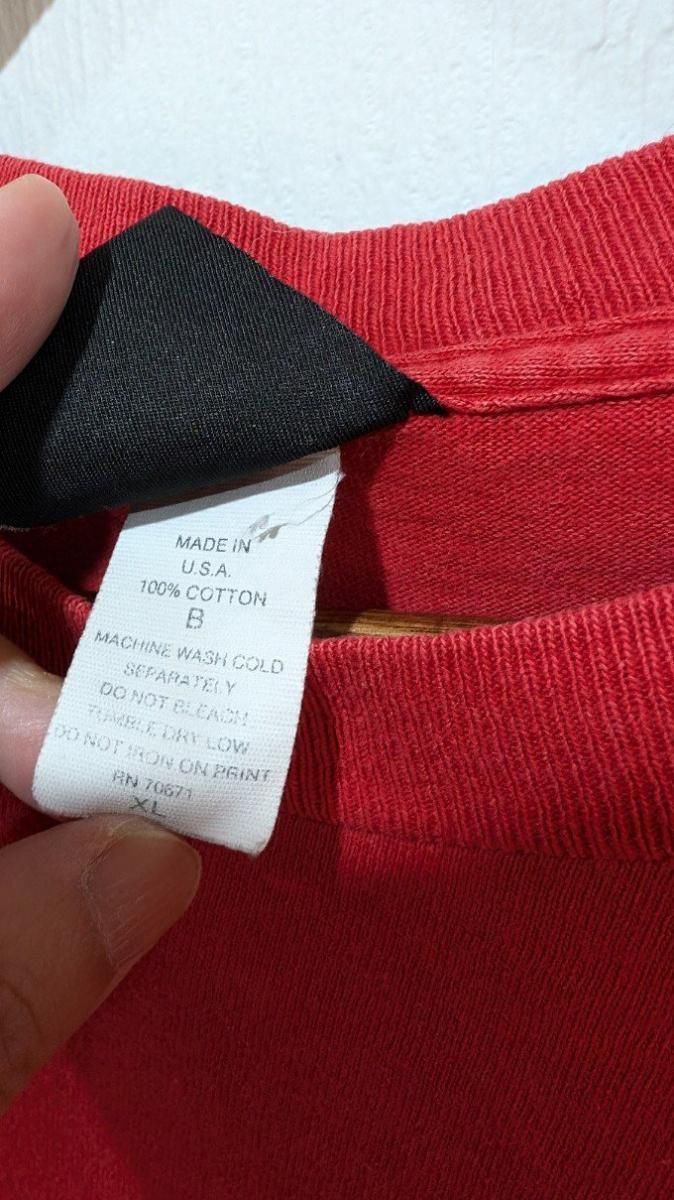 MADE IN
U.S.A.
100% COTTON
B
MACHINE WASH COLD
SEPARATELY
DO NOT BLEACH
TUMBLE DRY LOW
DO NOT IRON ON PRINT
RN 70671
XL